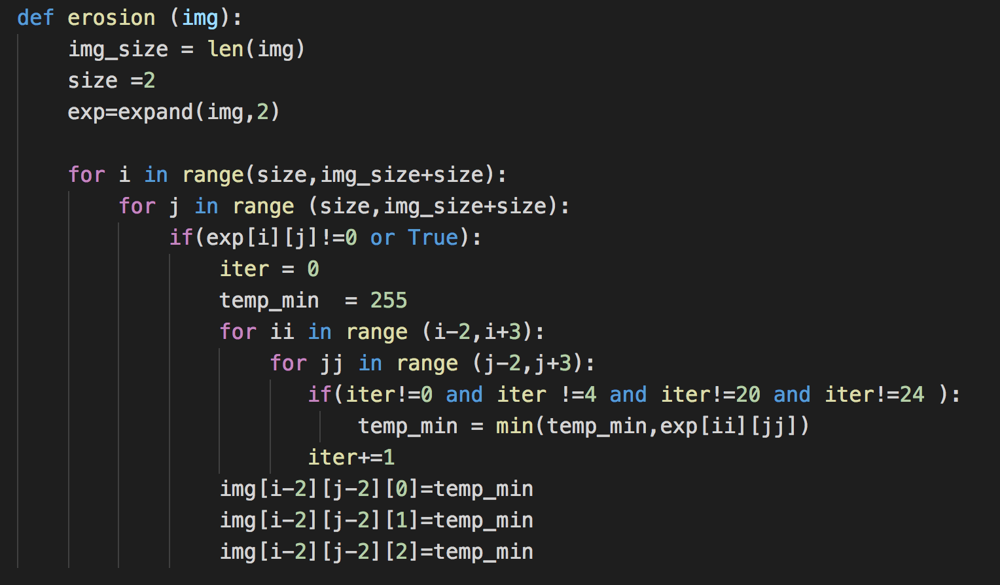 def erosion (img):
    img_size = len(img)
    size =2
    exp=expand(img,2)

    for i in range(size,img_size+size):
        for j in range (size,img_size+size):
            if(exp[i][j]!=0 or True):
                iter = 0
                temp_min  = 255
                for ii in range (i-2,i+3):
                    for jj in range (j-2,j+3):
                       if(iter!=0 and iter !=4 and iter!=20 and iter!=24 ):
                           temp_min = min(temp_min,exp[ii][jj])
                       iter+=1
                img[i-2][j-2][0]=temp_min
                img[i-2][j-2][1]=temp_min
                img[i-2][j-2][2]=temp_min